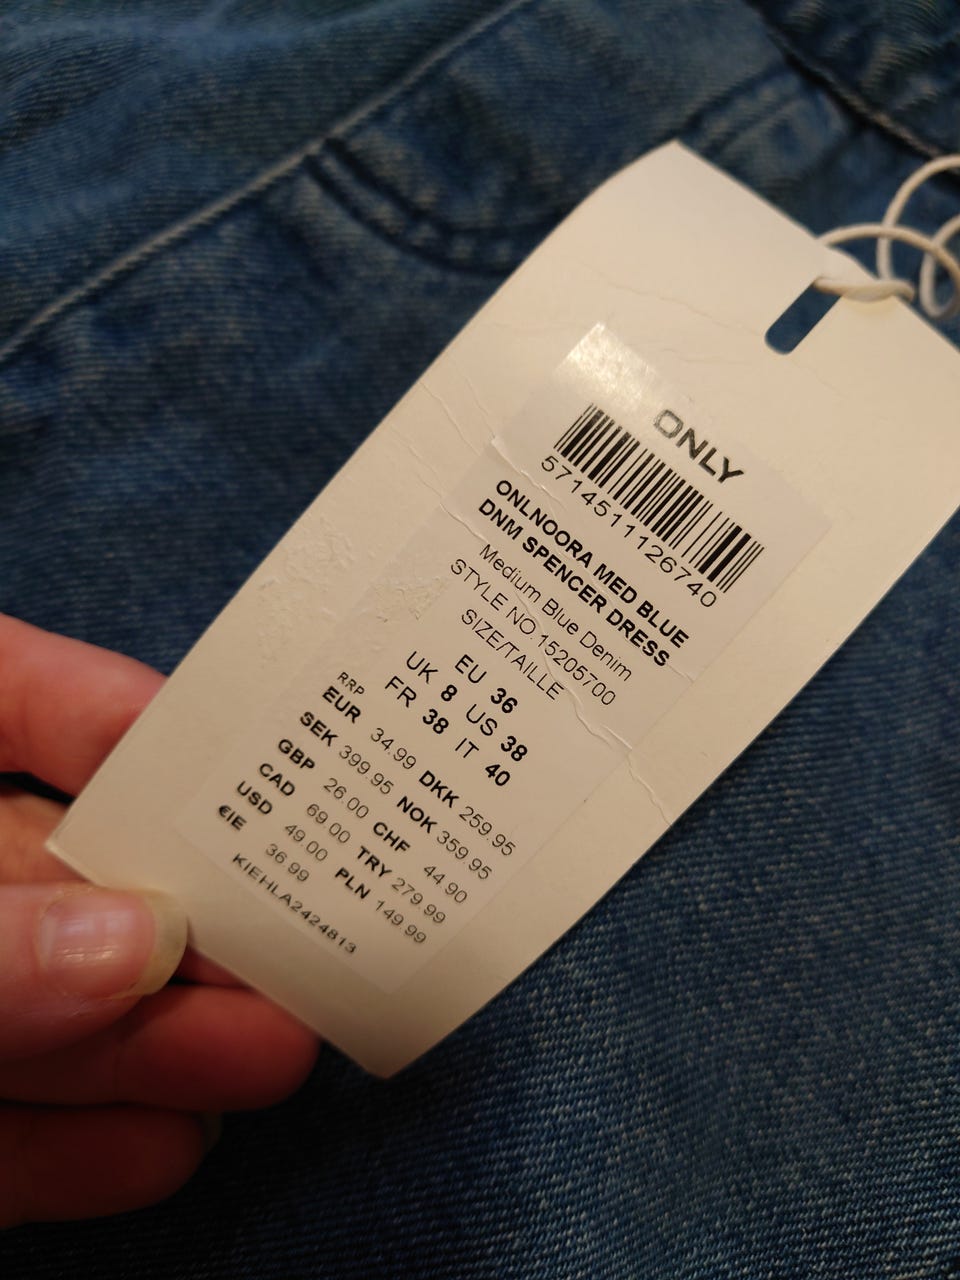 ONLY
5714511126740
ONLNOORA MED BLUE
DNM SPENCER DRESS
Medium Blue Denim
STYLE NO.15205700
SIZE/TAILLE
EU 36
UK 8 US 38
FR 38 IT 40
RRP
EUR 34.99 DKK 259.95
SEK 399.95 NOK 359.95
GBP 26.00 CHF 44.90
CAD 69.00 TRY 279.99
USD 49.00 PLN 149.99
€IE 36.99
KIEHLA2424813